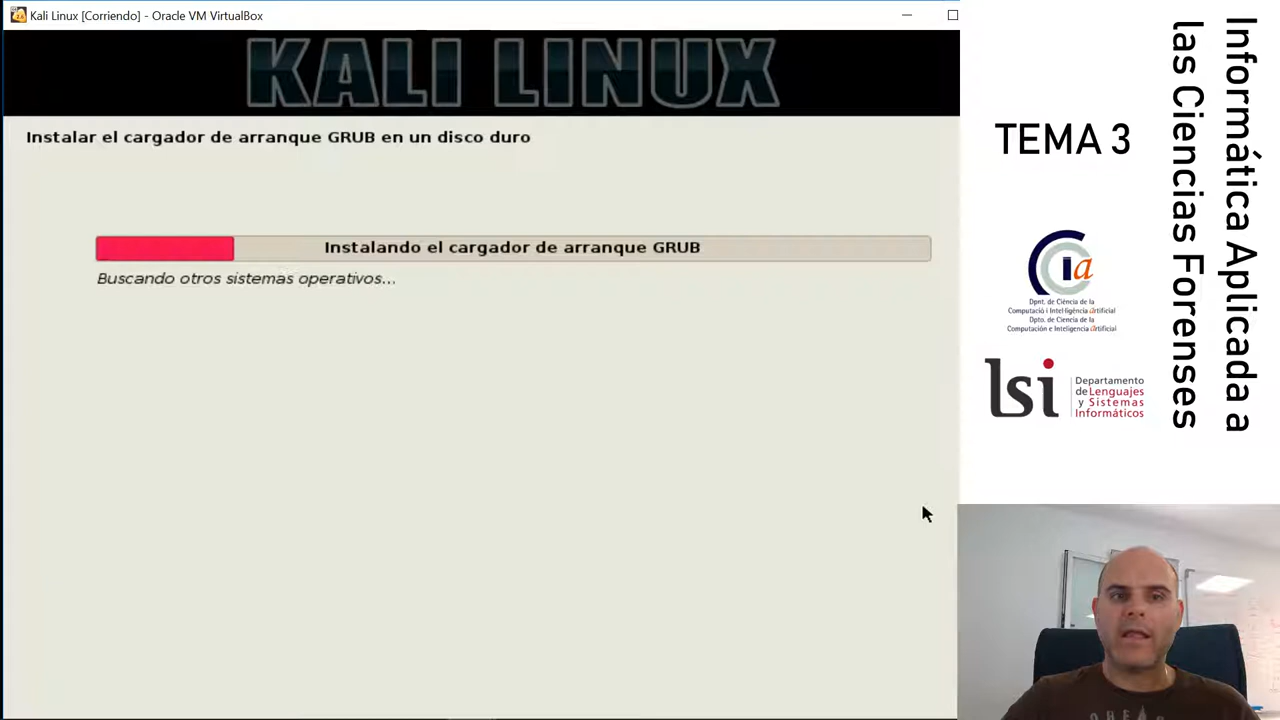 Kali Linux [Corriendo] - Oracle VM VirtualBox
KALI LINUX
Instalar el cargador de arranque GRUB en un disco duro
Instalando el cargador de arranque GRUB
Buscando otros sistemas operativos...
TEMA 3
Informática Aplicada a
las Ciencias Forenses
Cia
Dpnt. de Ciència de la
Computació i Intel·ligència artificial
Dpto. de Ciencia de la
Computación e Inteligencia artificial
lsi
Departamento
de Lenguajes
y Sistemas
Informáticos